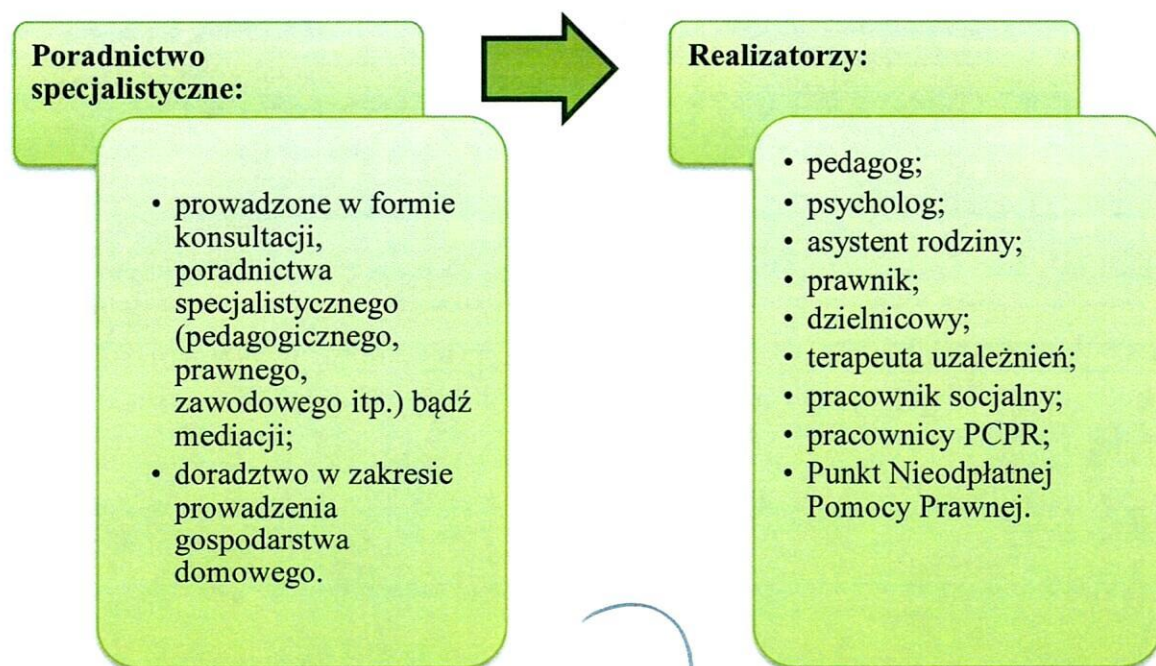 Poradnictwo
specjalistyczne:
• prowadzone w formie
konsultacji,
poradnictwa
specjalistycznego
(pedagogicznego,
prawnego,
zawodowego itp.) bądź
mediacji;
• doradztwo w zakresie
prowadzenia
gospodarstwa
domowego.
Realizatorzy:
• pedagog;
• psycholog;
• asystent rodziny;
• prawnik;
• dzielnicowy;
• terapeuta uzależnień;
• pracownik socjalny;
• pracownicy PCPR;
• Punkt Nieodpłatnej
Pomocy Prawnej.